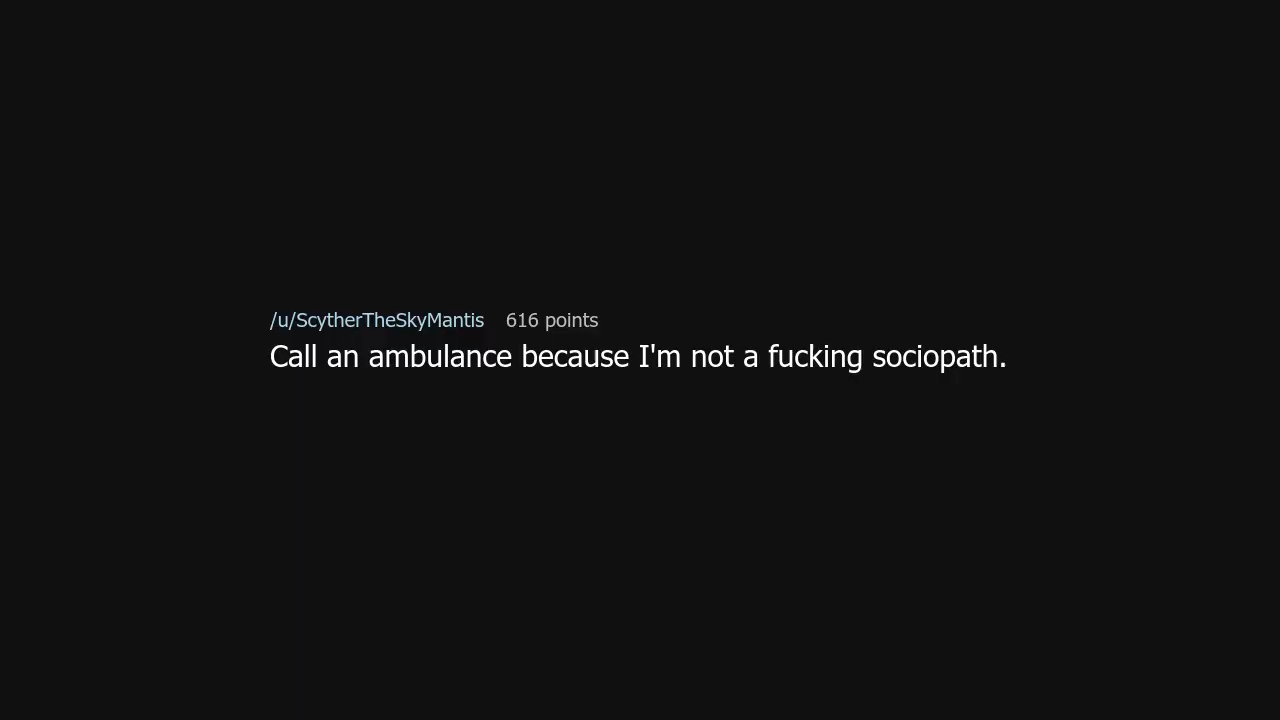 /u/ScytherTheSkyMantis 616 points
Call an ambulance because I'm not a fucking sociopath.